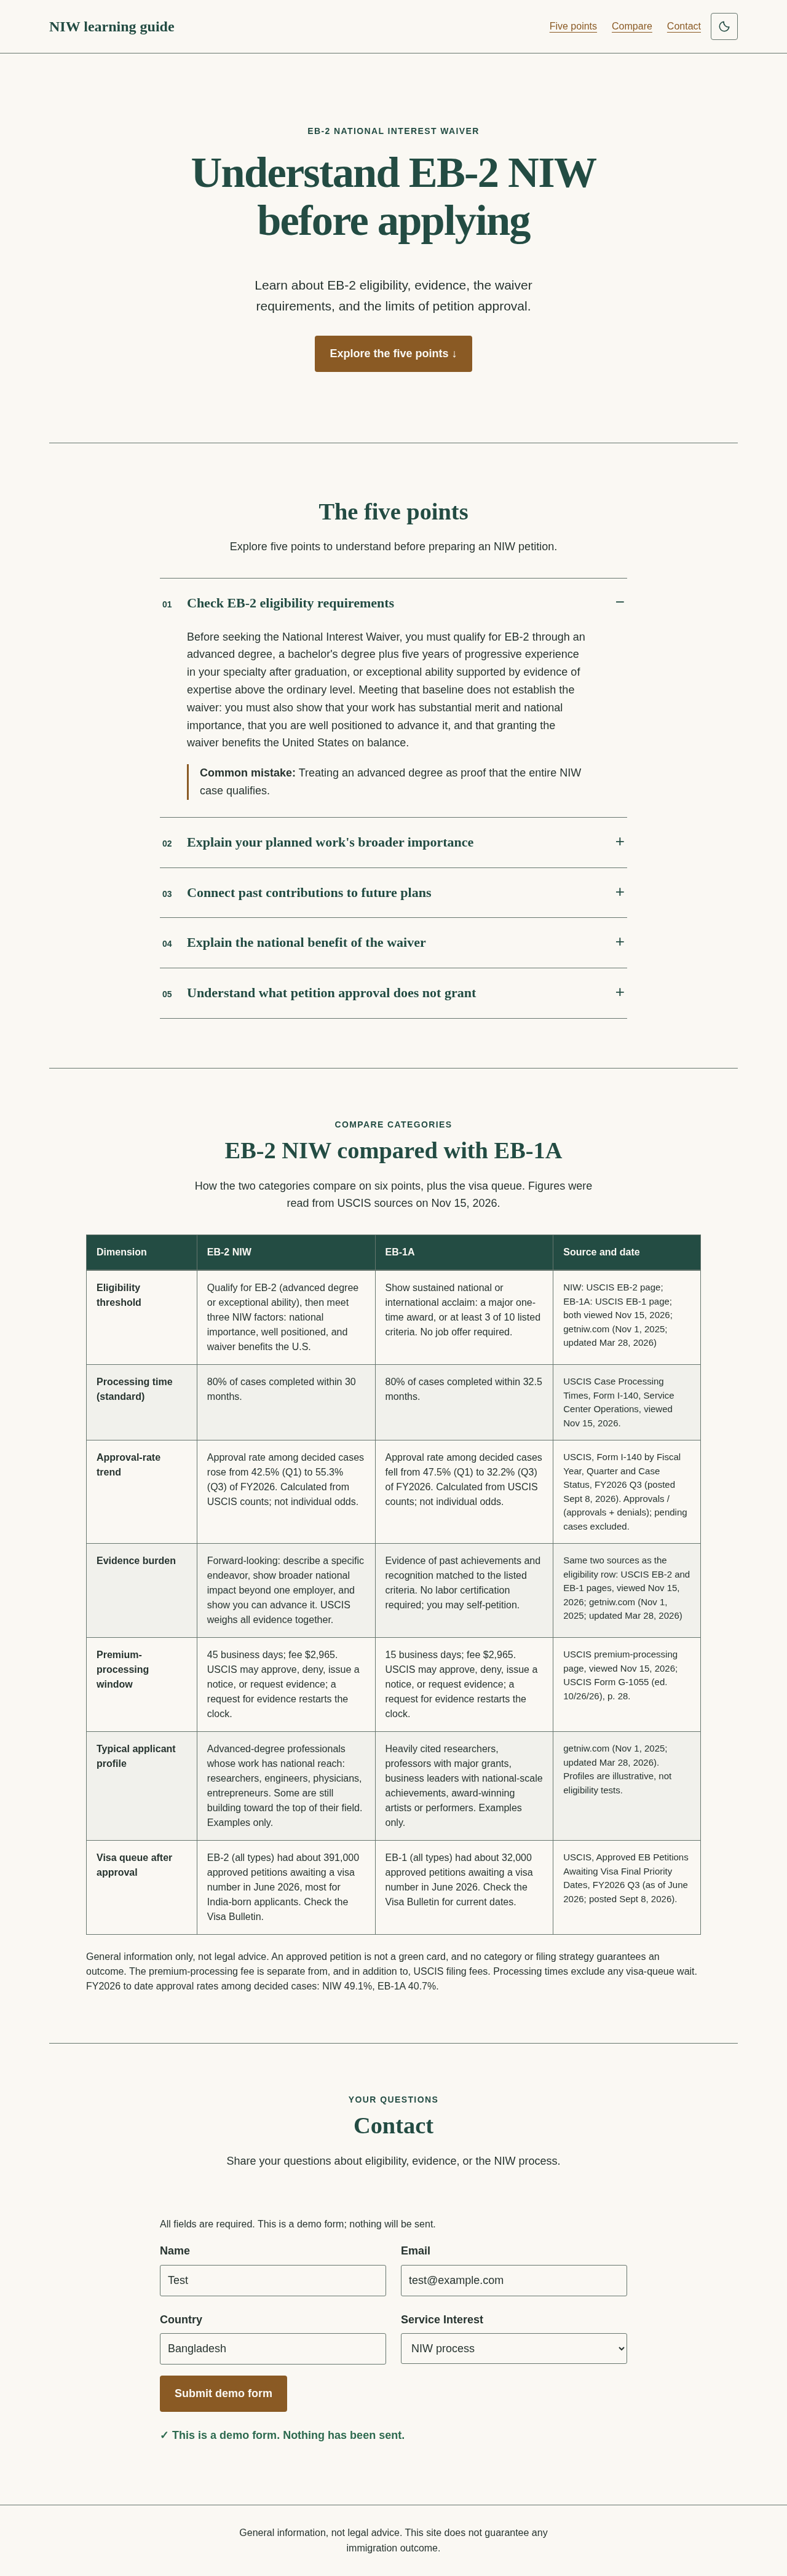 NIW learning guide
Five points Compare Contact
EB-2 NATIONAL INTEREST WAIVER
Understand EB-2 NIW
before applying
Learn about EB-2 eligibility, evidence, the waiver
requirements, and the limits of petition approval.
Explore the five points ↓
The five points
Explore five points to understand before preparing an NIW petition.
01 Check EB-2 eligibility requirements −
Before seeking the National Interest Waiver, you must qualify for EB-2 through an
advanced degree, a bachelor's degree plus five years of progressive experience
in your specialty after graduation, or exceptional ability supported by evidence of
expertise above the ordinary level. Meeting that baseline does not establish the
waiver: you must also show that your work has substantial merit and national
importance, that you are well positioned to advance it, and that granting the
waiver benefits the United States on balance.
Common mistake: Treating an advanced degree as proof that the entire NIW
case qualifies.
02 Explain your planned work's broader importance +
03 Connect past contributions to future plans +
04 Explain the national benefit of the waiver +
05 Understand what petition approval does not grant +
COMPARE CATEGORIES
EB-2 NIW compared with EB-1A
How the two categories compare on six points, plus the visa queue. Figures were
read from USCIS sources on Nov 15, 2026.
Dimension EB-2 NIW EB-1A Source and date
Eligibility
threshold
Qualify for EB-2 (advanced degree
or exceptional ability), then meet
three NIW factors: national
importance, well positioned, and
waiver benefits the U.S.
Show sustained national or
international acclaim: a major one-
time award, or at least 3 of 10 listed
criteria. No job offer required.
NIW: USCIS EB-2 page;
EB-1A: USCIS EB-1 page;
both viewed Nov 15, 2026;
getniw.com (Nov 1, 2025;
updated Mar 28, 2026)
Processing time
(standard)
80% of cases completed within 30
months.
80% of cases completed within 32.5
months.
USCIS Case Processing
Times, Form I-140, Service
Center Operations, viewed
Nov 15, 2026.
Approval-rate
trend
Approval rate among decided cases
rose from 42.5% (Q1) to 55.3%
(Q3) of FY2026. Calculated from
USCIS counts; not individual odds.
Approval rate among decided cases
fell from 47.5% (Q1) to 32.2% (Q3)
of FY2026. Calculated from USCIS
counts; not individual odds.
USCIS, Form I-140 by Fiscal
Year, Quarter and Case
Status, FY2026 Q3 (posted
Sept 8, 2026). Approvals /
(approvals + denials); pending
cases excluded.
Evidence burden
Forward-looking: describe a specific
endeavor, show broader national
impact beyond one employer, and
show you can advance it. USCIS
weighs all evidence together.
Evidence of past achievements and
recognition matched to the listed
criteria. No labor certification
required; you may self-petition.
Same two sources as the
eligibility row: USCIS EB-2 and
EB-1 pages, viewed Nov 15,
2026; getniw.com (Nov 1,
2025; updated Mar 28, 2026)
Premium-
processing
window
45 business days; fee $2,965.
USCIS may approve, deny, issue a
notice, or request evidence; a
request for evidence restarts the
clock.
15 business days; fee $2,965.
USCIS may approve, deny, issue a
notice, or request evidence; a
request for evidence restarts the
clock.
USCIS premium-processing
page, viewed Nov 15, 2026;
USCIS Form G-1055 (ed.
10/26/26), p. 28.
Typical applicant
profile
Advanced-degree professionals
whose work has national reach:
researchers, engineers, physicians,
entrepreneurs. Some are still
building toward the top of their field.
Examples only.
Heavily cited researchers,
professors with major grants,
business leaders with national-scale
achievements, award-winning
artists or performers. Examples
only.
getniw.com (Nov 1, 2025;
updated Mar 28, 2026).
Profiles are illustrative, not
eligibility tests.
Visa queue after
approval
EB-2 (all types) had about 391,000
approved petitions awaiting a visa
number in June 2026, most for
India-born applicants. Check the
Visa Bulletin.
EB-1 (all types) had about 32,000
approved petitions awaiting a visa
number in June 2026. Check the
Visa Bulletin for current dates.
USCIS, Approved EB Petitions
Awaiting Visa Final Priority
Dates, FY2026 Q3 (as of June
2026; posted Sept 8, 2026).
General information only, not legal advice. An approved petition is not a green card, and no category or filing strategy guarantees an
outcome. The premium-processing fee is separate from, and in addition to, USCIS filing fees. Processing times exclude any visa-queue wait.
FY2026 to date approval rates among decided cases: NIW 49.1%, EB-1A 40.7%.
YOUR QUESTIONS
Contact
Share your questions about eligibility, evidence, or the NIW process.
All fields are required. This is a demo form; nothing will be sent.
Name Email
Test test@example.com
Country Service Interest
Bangladesh NIW process
Submit demo form
✓ This is a demo form. Nothing has been sent.
General information, not legal advice. This site does not guarantee any
immigration outcome.